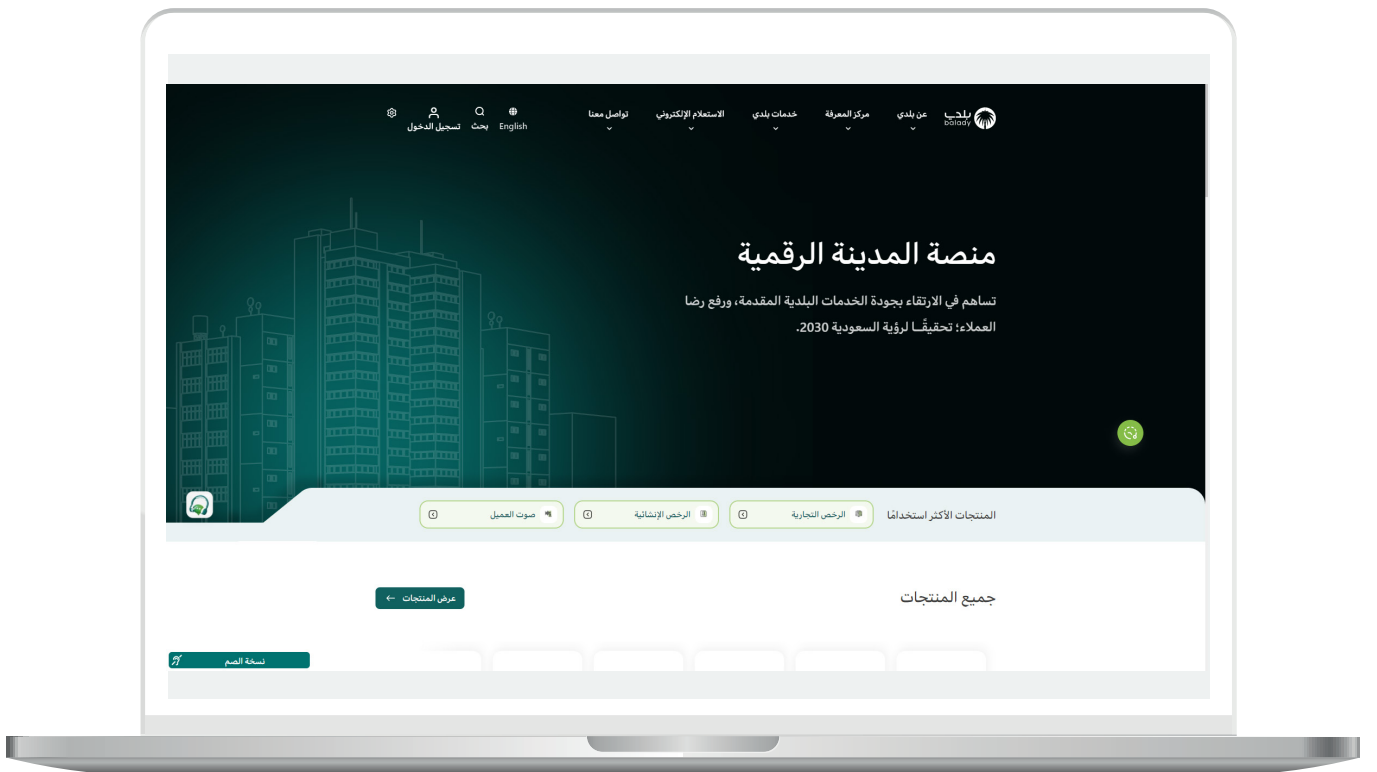 بلدي
balady
عن بلدي
مركز المعرفة
خدمات بلدي
الاستعلام الإلكتروني
تواصل معنا
English
بحث
تسجيل الدخول
منصة المدينة الرقمية
تساهم في الارتقاء بجودة الخدمات البلدية المقدمة، ورفع رضا
العملاء؛ تحقيقًـا لرؤية السعودية 2030.
المنتجات الأكثر استخدامًا
الرخص التجارية
الرخص الإنشائية
صوت العميل
جميع المنتجات
عرض المنتجات
نسخة الصم